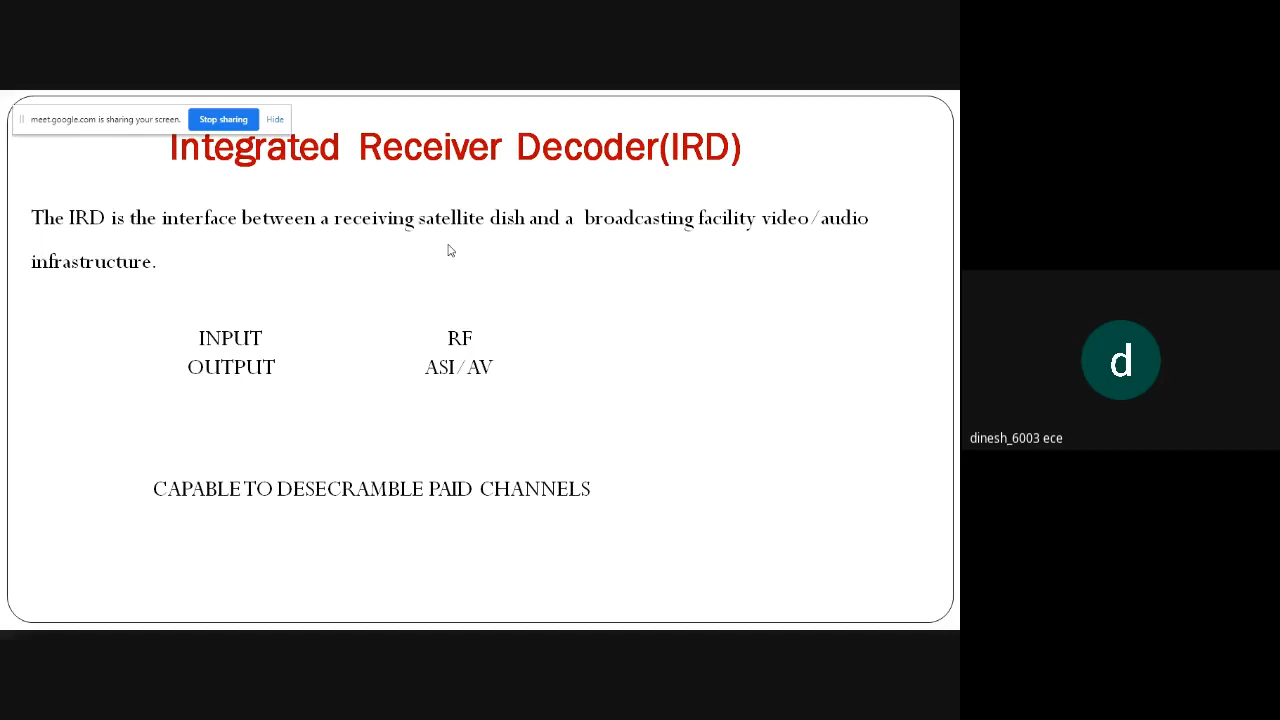 meet.google.com is sharing your screen. Stop sharing Hide
Integrated Receiver Decoder(IRD)
The IRD is the interface between a receiving satellite dish and a broadcasting facility video/audio
infrastructure.
INPUT RF
OUTPUT ASI/AV
CAPABLE TO DESECRAMBLE PAID CHANNELS
d
dinesh_6003 ece